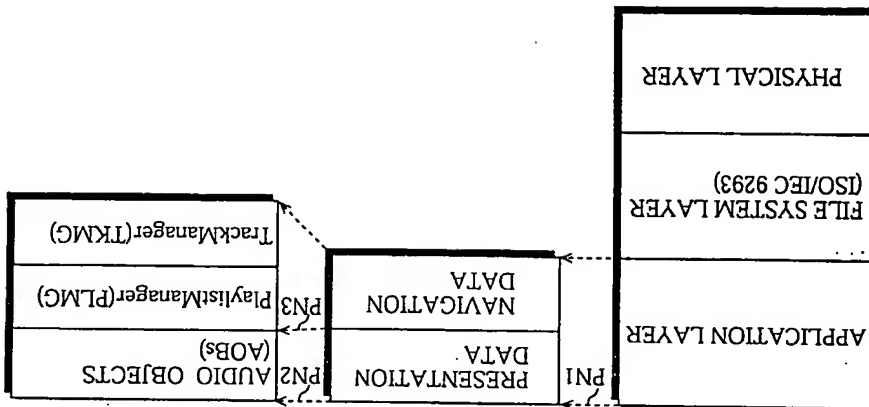 APPLICATION LAYER
FILE SYSTEM LAYER
(ISO/IEC 9293)
PHYSICAL LAYER
PN1
PRESENTATION
DATA
NAVIGATION
DATA
PN2
PN3
AUDIO OBJECTS
(AOBs)
PlaylistManager(PLMG)
TrackManager(TKMG)